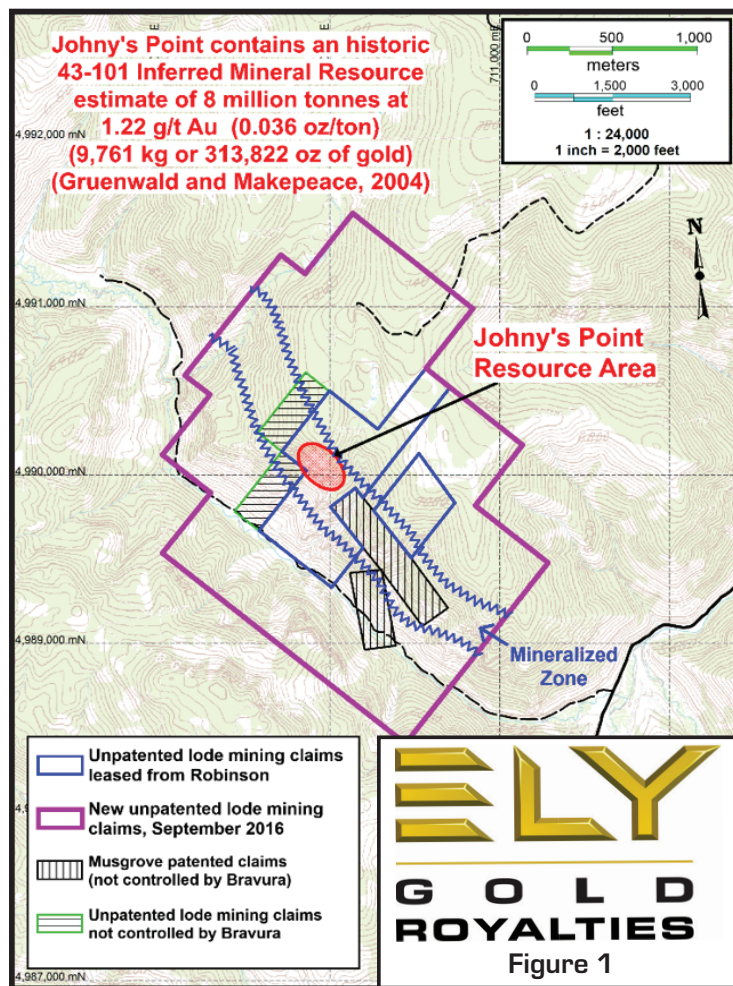 Johny's Point contains an historic
43-101 Inferred Mineral Resource
estimate of 8 million tonnes at
1.22 g/t Au (0.036 oz/ton)
(9,761 kg or 313,822 oz of gold)
(Gruenwald and Makepeace, 2004)
E
E
711,000 mE
0 500 1,000
meters
0 1,500 3,000
feet
1 : 24,000
1 inch = 2,000 feet
N
4,992,000 mN
4,991,000 mN
Johny's Point
Resource Area
4,990,000 mN
4,989,000 mN
Mineralized
Zone
Unpatented lode mining claims
leased from Robinson
New unpatented lode mining
claims, September 2016
Musgrove patented claims
(not controlled by Bravura)
Unpatented lode mining claims
not controlled by Bravura
4,987,000 mN
ELY
GOLD
ROYALTIES
Figure 1